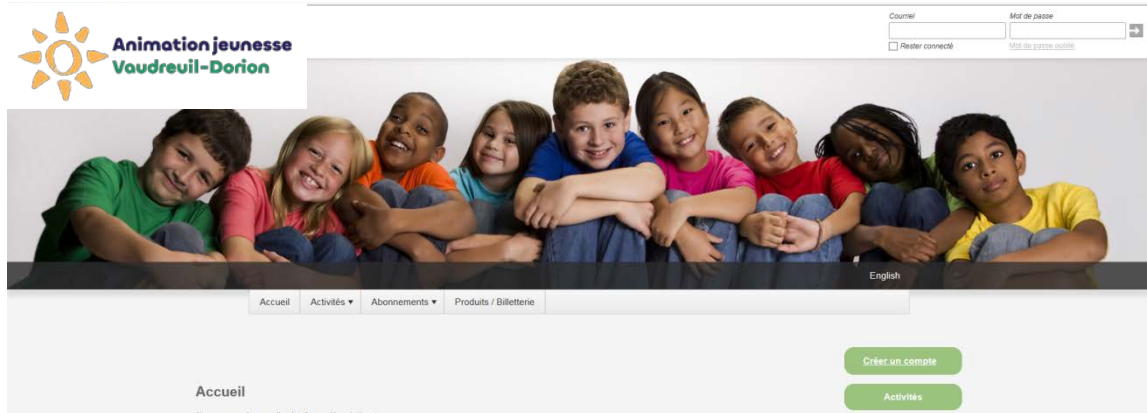 Animation jeunesse
Vaudreuil-Dorion
Courriel
Mot de passe
Rester connecté
Mot de passe oublié
English
Accueil
Activités
Abonnements
Produits / Billetterie
Créer un compte
Accueil
Activités